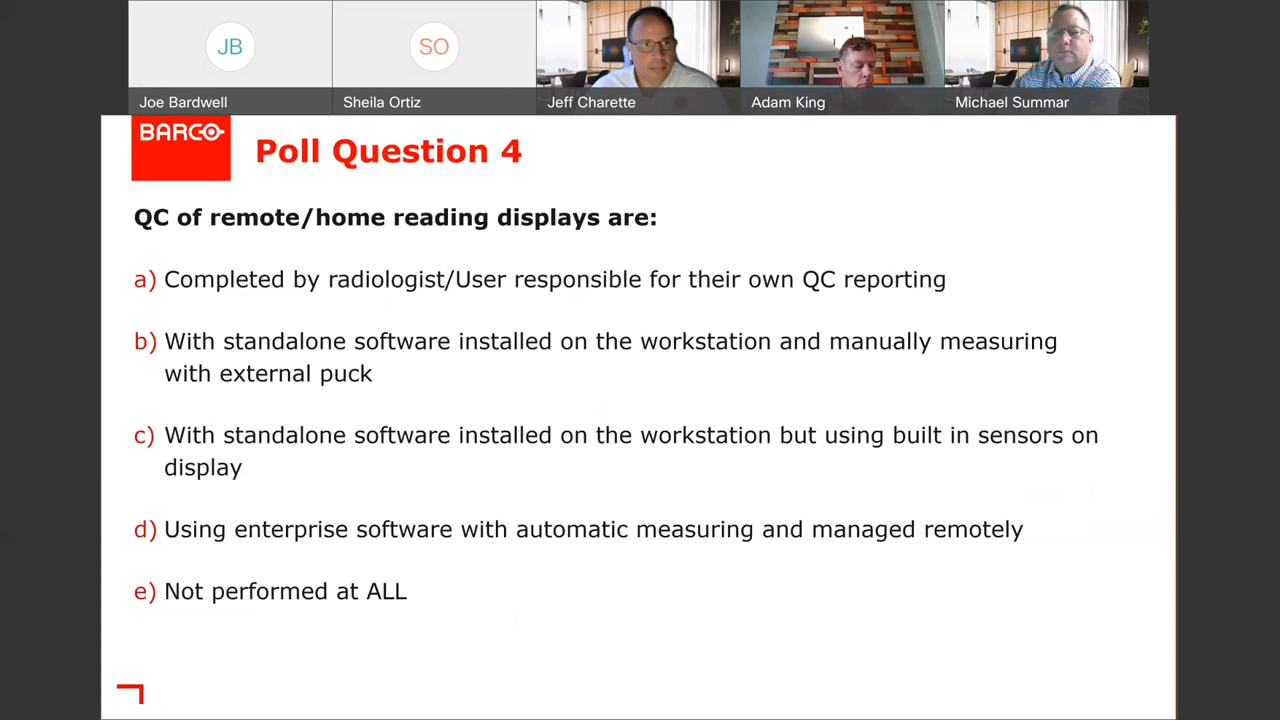 JB
SO
Joe Bardwell
Sheila Ortiz
Jeff Charette
Adam King
Michael Summar
BARCO
Poll Question 4
QC of remote/home reading displays are:
a) Completed by radiologist/User responsible for their own QC reporting
b) With standalone software installed on the workstation and manually measuring
with external puck
c) With standalone software installed on the workstation but using built in sensors on
display
d) Using enterprise software with automatic measuring and managed remotely
e) Not performed at ALL